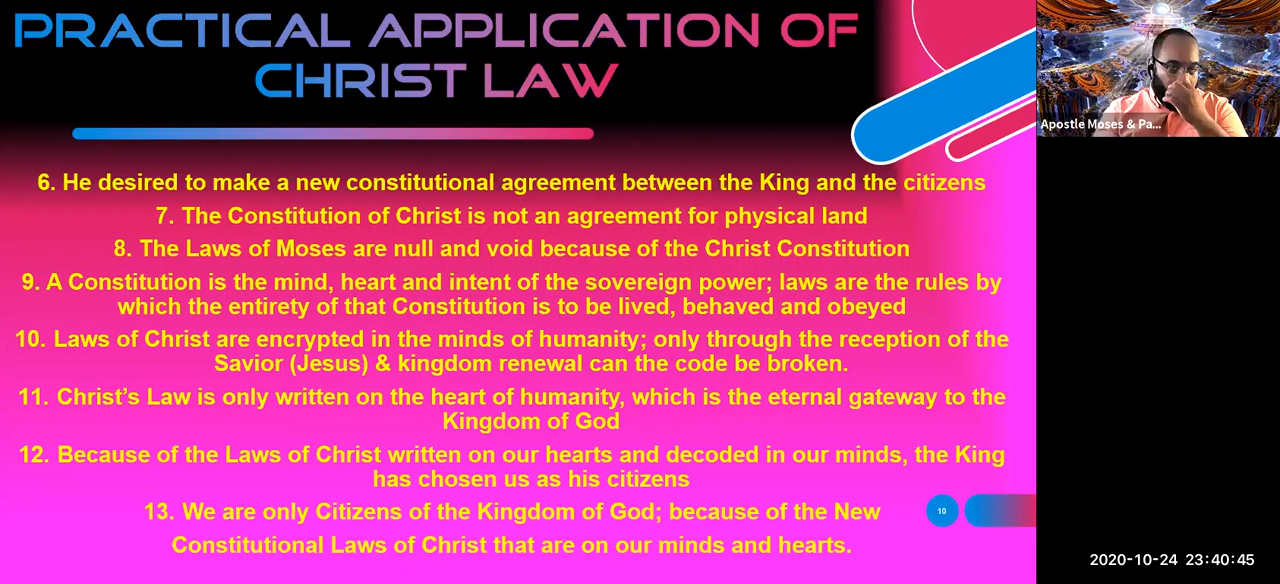 PRACTICAL APPLICATION OF
CHRIST LAW
6. He desired to make a new constitutional agreement between the King and the citizens
7. The Constitution of Christ is not an agreement for physical land
8. The Laws of Moses are null and void because of the Christ Constitution
9. A Constitution is the mind, heart and intent of the sovereign power; laws are the rules by
which the entirety of that Constitution is to be lived, behaved and obeyed
10. Laws of Christ are encrypted in the minds of humanity; only through the reception of the
Savior (Jesus) & kingdom renewal can the code be broken.
11. Christ’s Law is only written on the heart of humanity, which is the eternal gateway to the
Kingdom of God
12. Because of the Laws of Christ written on our hearts and decoded in our minds, the King
has chosen us as his citizens
13. We are only Citizens of the Kingdom of God; because of the New
Constitutional Laws of Christ that are on our minds and hearts.
10
Apostle Moses & Pa...
2020-10-24 23:40:45